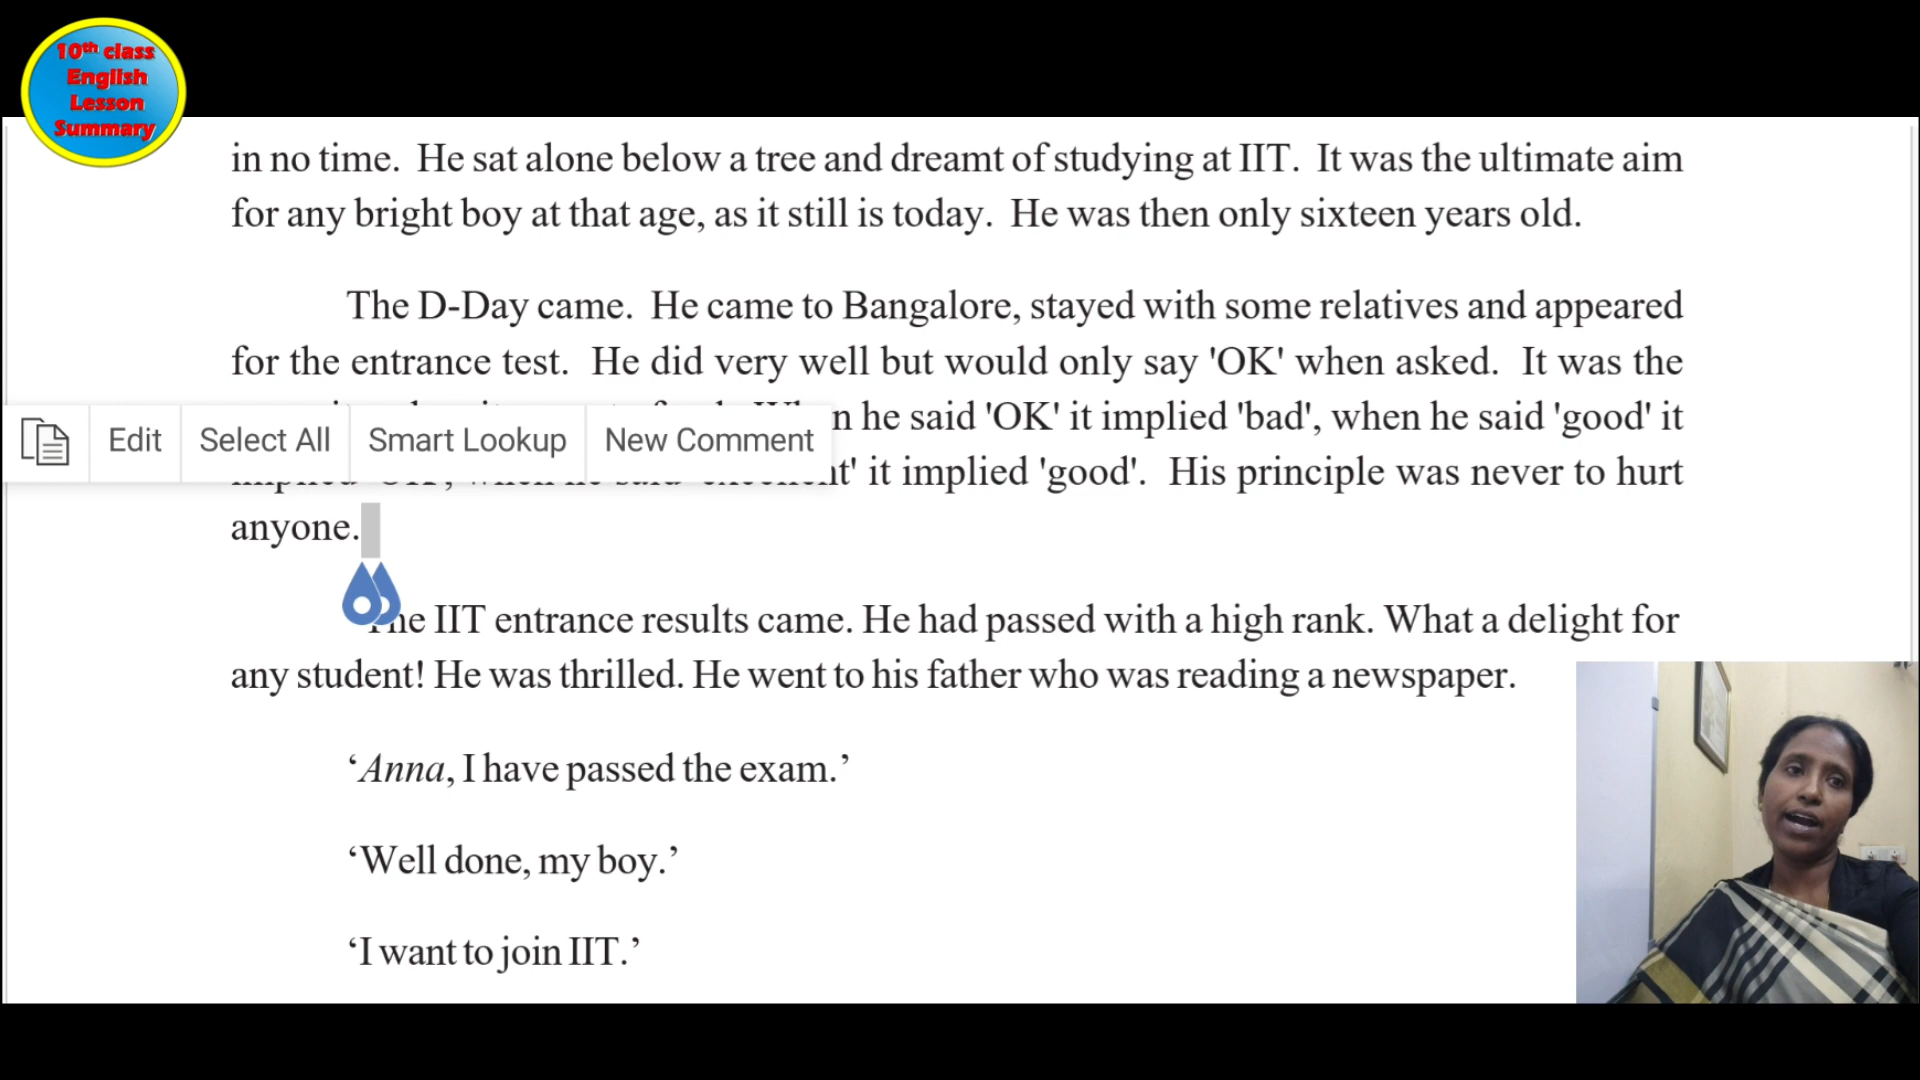 10th class
English
Lesson
Summary
in no time. He sat alone below a tree and dreamt of studying at IIT. It was the ultimate aim
for any bright boy at that age, as it still is today. He was then only sixteen years old.
The D-Day came. He came to Bangalore, stayed with some relatives and appeared
for the entrance test. He did very well but would only say 'OK' when asked. It was the
he said 'OK' it implied 'bad', when he said 'good' it
Edit Select All Smart Lookup New Comment
it implied 'good'. His principle was never to hurt
anyone.
The IIT entrance results came. He had passed with a high rank. What a delight for
any student! He was thrilled. He went to his father who was reading a newspaper.
‘Anna, I have passed the exam.’
‘Well done, my boy.’
‘I want to join IIT.’